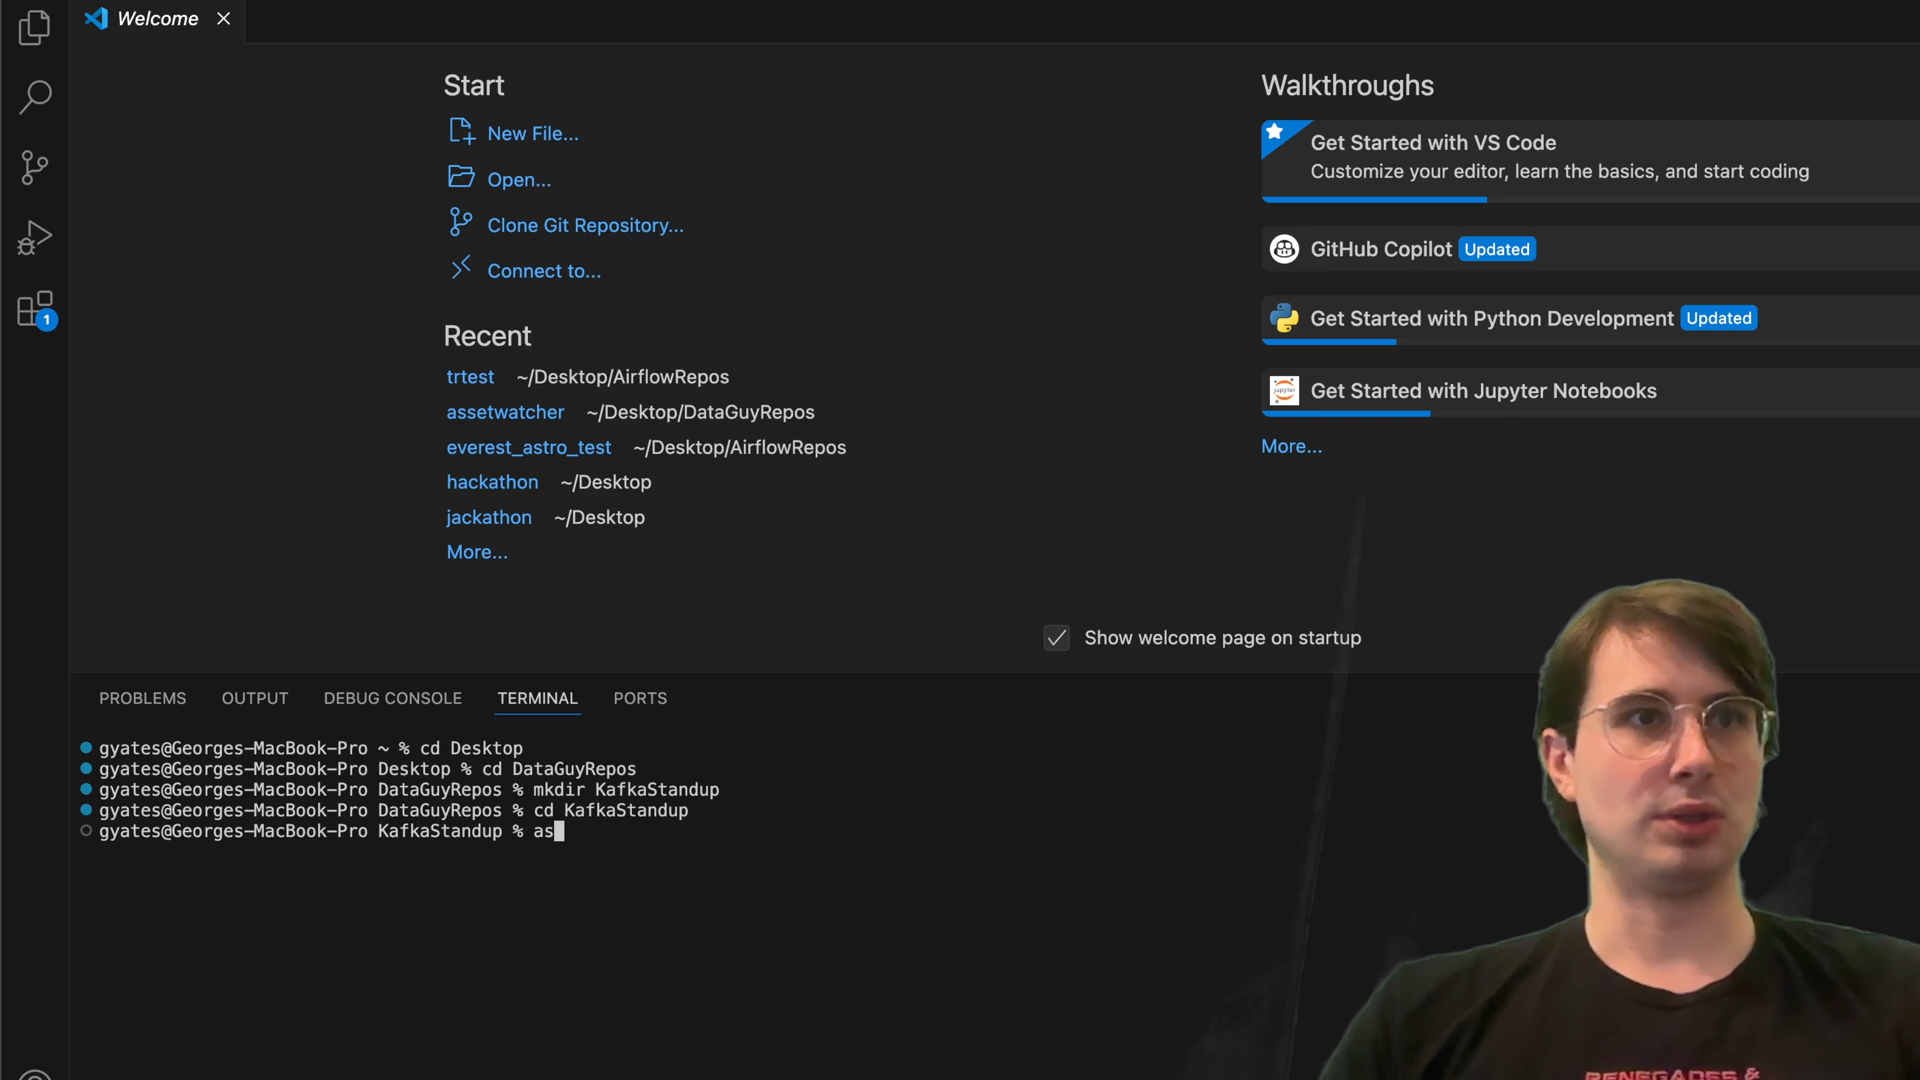 Welcome
Start
New File...
Open...
Clone Git Repository...
Connect to...
Recent
trtest ~/Desktop/AirflowRepos
assetwatcher ~/Desktop/DataGuyRepos
everest_astro_test ~/Desktop/AirflowRepos
hackathon ~/Desktop
jackathon ~/Desktop
More...
Walkthroughs
Get Started with VS Code
Customize your editor, learn the basics, and start coding
GitHub Copilot Updated
Get Started with Python Development Updated
jupyter
Get Started with Jupyter Notebooks
More...
1
Show welcome page on startup
PROBLEMS OUTPUT DEBUG CONSOLE TERMINAL PORTS
gyates@Georges-MacBook-Pro ~ % cd Desktop
gyates@Georges-MacBook-Pro Desktop % cd DataGuyRepos
gyates@Georges-MacBook-Pro DataGuyRepos % mkdir KafkaStandup
gyates@Georges-MacBook-Pro DataGuyRepos % cd KafkaStandup
gyates@Georges-MacBook-Pro KafkaStandup % as
RENEGADES &